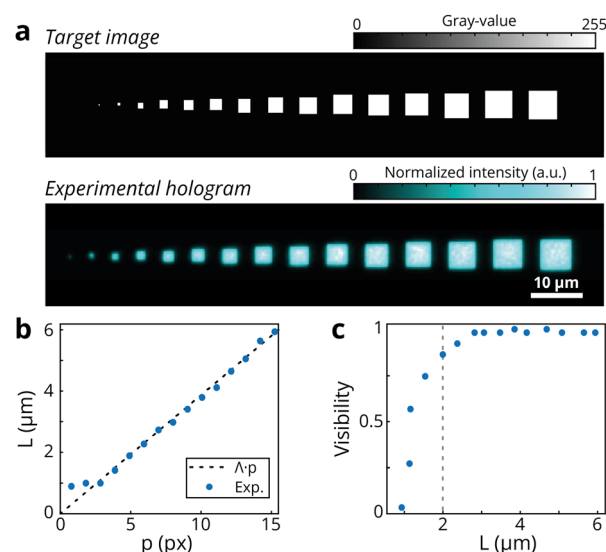 a
Target image
Gray-value
0
255
Experimental hologram
Normalized intensity (a.u.)
0
1
10 µm
b
6
4
2
0
L (µm)
0
5
10
15
p (px)
Λ·p
Exp.
c
1
0.5
0
Visibility
2
4
6
L (µm)